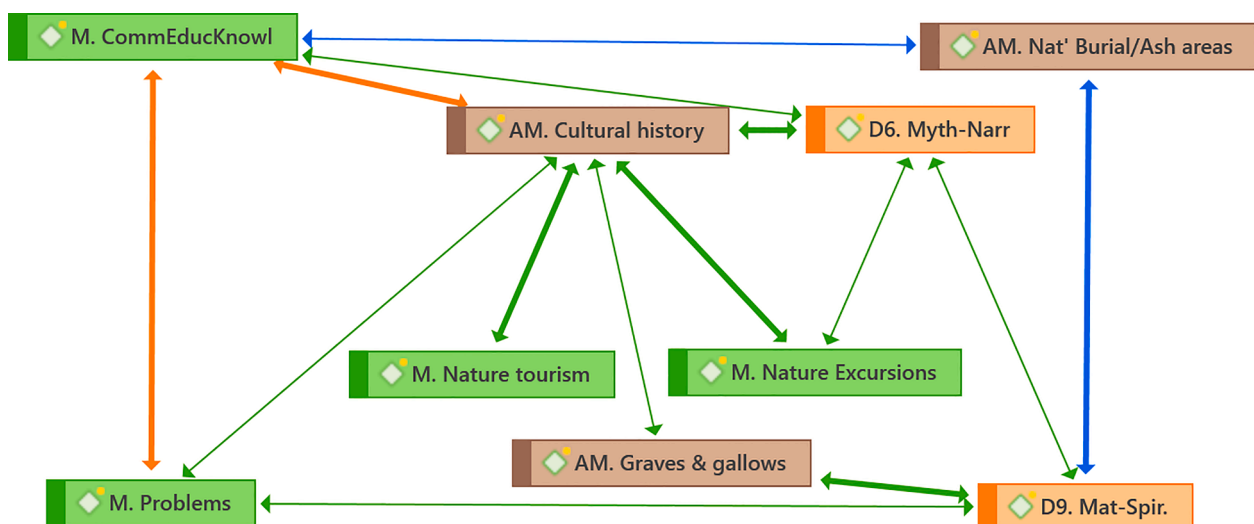 M. CommEducKnowl
AM. Nat' Burial/Ash areas
AM. Cultural history
D6. Myth-Narr
M. Nature tourism
M. Nature Excursions
AM. Graves & gallows
M. Problems
D9. Mat-Spir.